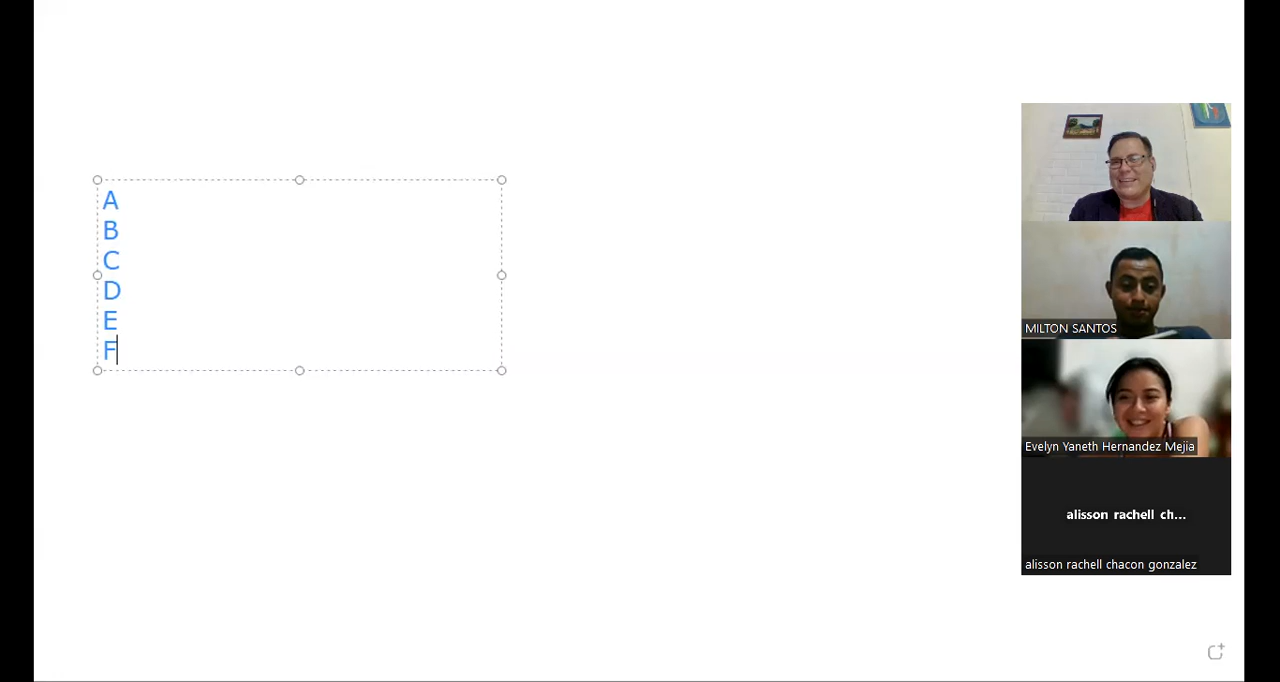 A
B
C
D
E
F
MILTON SANTOS
Evelyn Yaneth Hernandez Mejia
alisson rachell ch...
alisson rachell chacon gonzalez